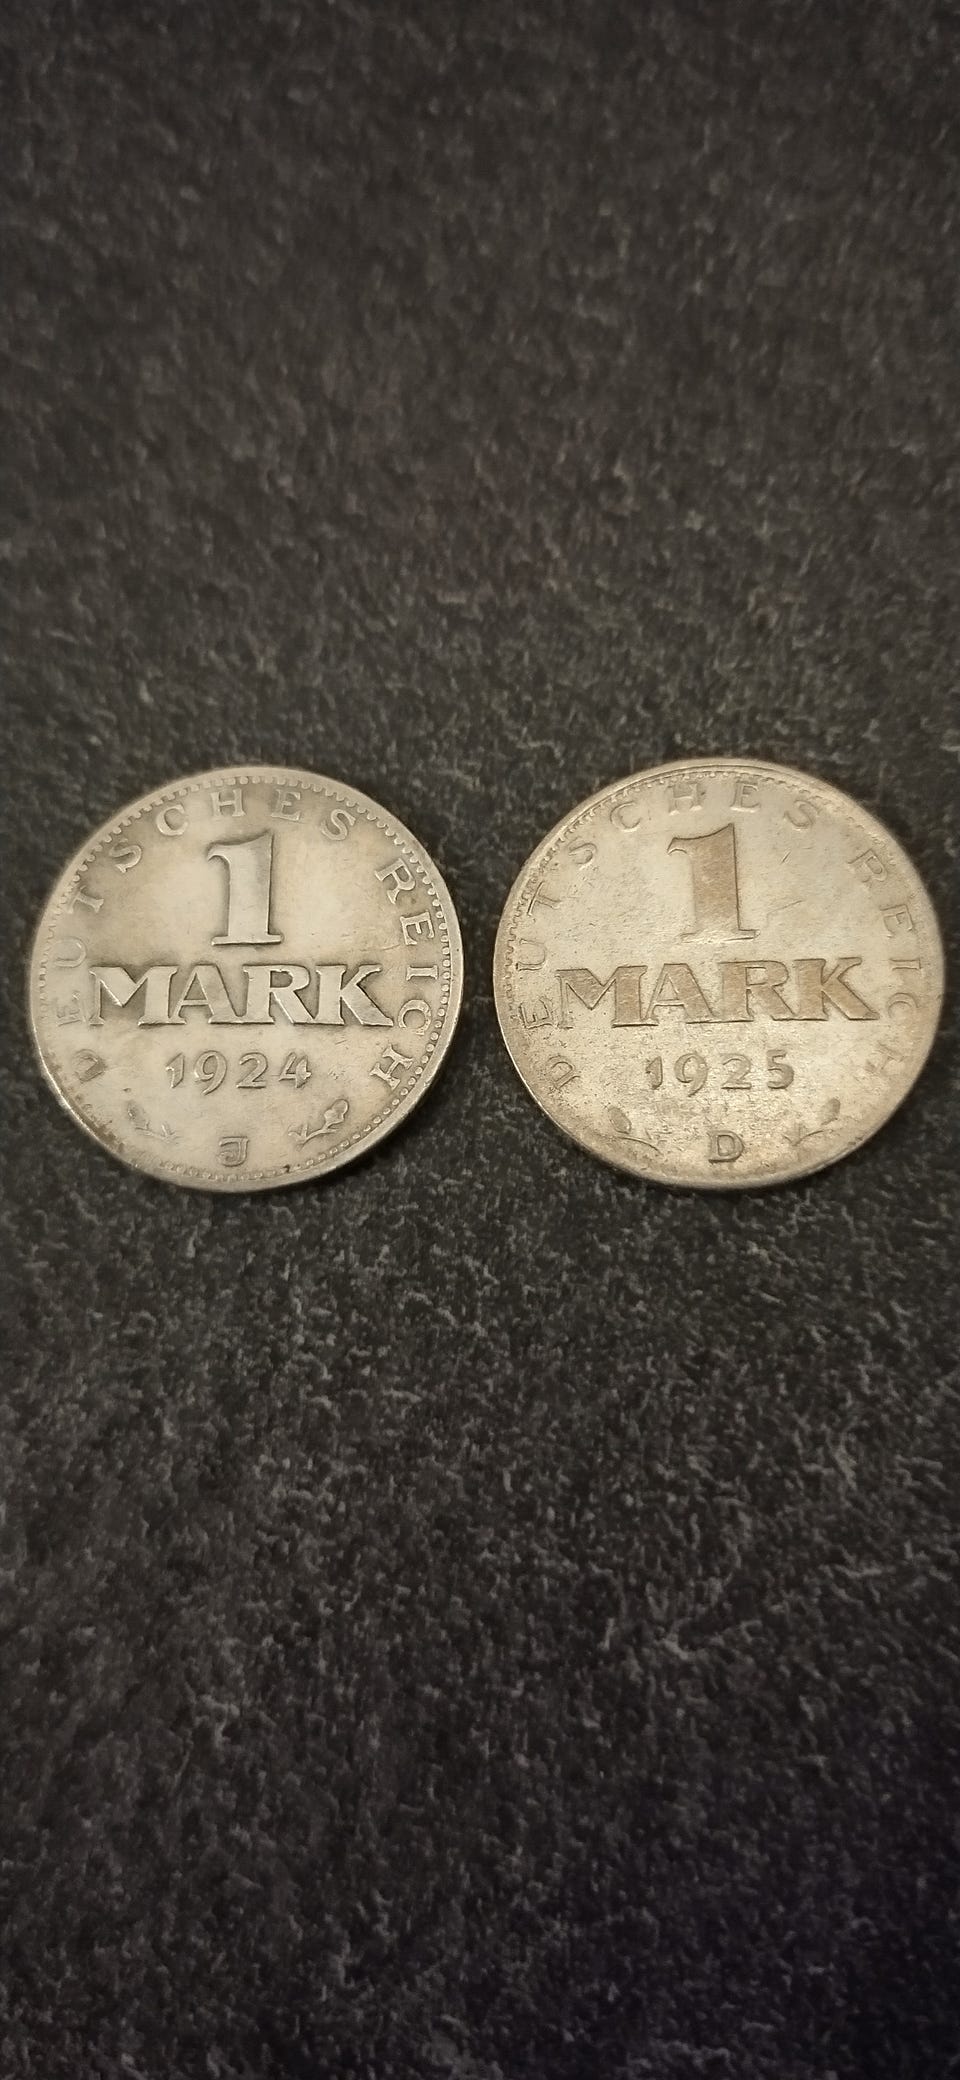 DEUTSCHES REICH
1
MARK
1924
J
DEUTSCHES REICH
1
MARK
1925
D